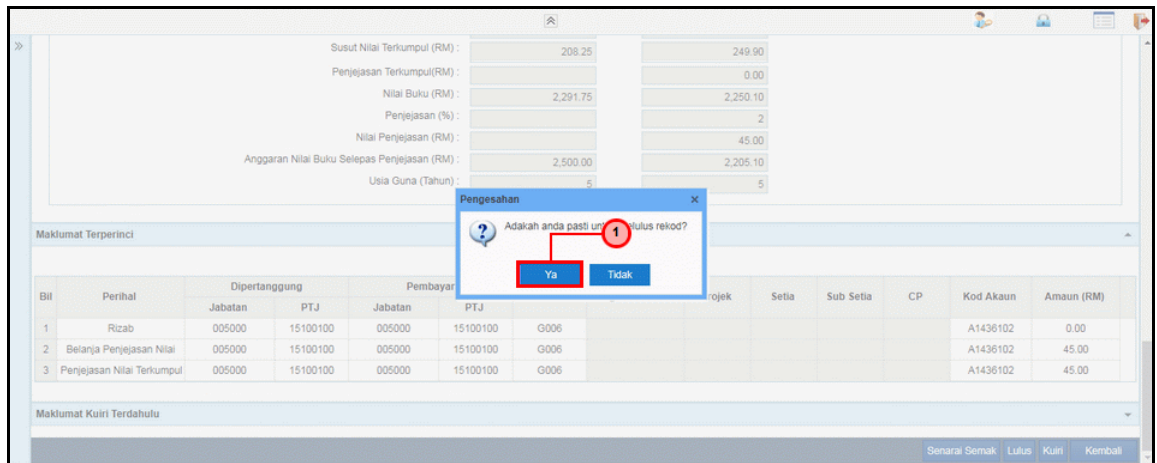 Susut Nilai Terkumpul (RM) : 208.25 249.90
Penjejasan Terkumpul(RM) : 0.00
Nilai Buku (RM) : 2,291.75 2,250.10
Penjejasan (%) : 2
Nilai Penjejasan (RM) : 45.00
Anggaran Nilai Buku Selepas Penjejasan (RM) : 2,500.00 2,205.10
Usia Guna (Tahun) : 5 5
Pengesahan x
Adakah anda pasti elulus rekod?
1
Ya Tidak
Maklumat Terperinci
Bil Perihal Dipertanggung Setia Sub Setia CP Kod Akaun Amaun (RM)
Jabatan PTJ Jabatan PTJ
1 Rizab 005000 15100100 005000 15100100 G006 A1436102 0.00
2 Belanja Penjejasan Nilai 005000 15100100 005000 15100100 G006 A1436102 45.00
3 Penjejasan Nilai Terkumpul 005000 15100100 005000 15100100 G006 A1436102 45.00
Maklumat Kuiri Terdahulu
Senarai Semak Lulus Kuiri Kembali